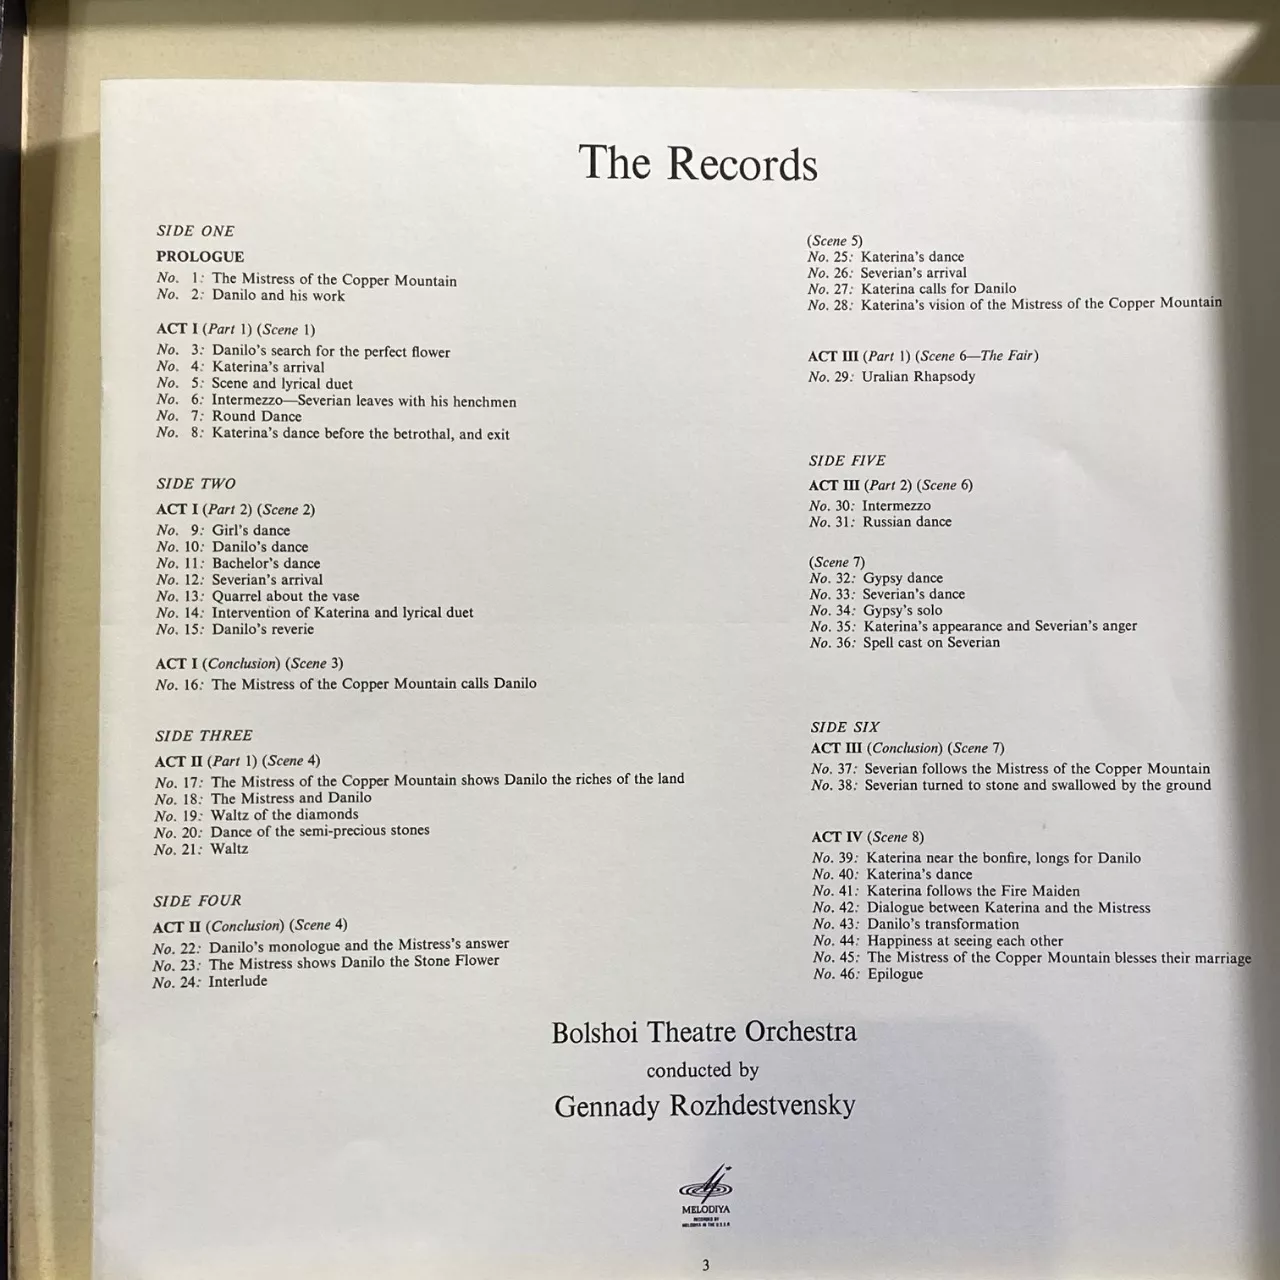 The Records
SIDE ONE
PROLOGUE
No. 1: The Mistress of the Copper Mountain
No. 2: Danilo and his work
ACT I (Part 1) (Scene 1)
No. 3: Danilo's search for the perfect flower
No. 4: Katerina's arrival
No. 5: Scene and lyrical duet
No. 6: Intermezzo—Severian leaves with his henchmen
No. 7: Round Dance
No. 8: Katerina's dance before the betrothal, and exit
SIDE TWO
ACT I (Part 2) (Scene 2)
No. 9: Girl's dance
No. 10: Danilo's dance
No. 11: Bachelor's dance
No. 12: Severian's arrival
No. 13: Quarrel about the vase
No. 14: Intervention of Katerina and lyrical duet
No. 15: Danilo's reverie
ACT I (Conclusion) (Scene 3)
No. 16: The Mistress of the Copper Mountain calls Danilo
SIDE THREE
ACT II (Part 1) (Scene 4)
No. 17: The Mistress of the Copper Mountain shows Danilo the riches of the land
No. 18: The Mistress and Danilo
No. 19: Waltz of the diamonds
No. 20: Dance of the semi-precious stones
No. 21: Waltz
SIDE FOUR
ACT II (Conclusion) (Scene 4)
No. 22: Danilo's monologue and the Mistress's answer
No. 23: The Mistress shows Danilo the Stone Flower
No. 24: Interlude
(Scene 5)
No. 25: Katerina's dance
No. 26: Severian's arrival
No. 27: Katerina calls for Danilo
No. 28: Katerina's vision of the Mistress of the Copper Mountain
ACT III (Part 1) (Scene 6—The Fair)
No. 29: Uralian Rhapsody
SIDE FIVE
ACT III (Part 2) (Scene 6)
No. 30: Intermezzo
No. 31: Russian dance
(Scene 7)
No. 32: Gypsy dance
No. 33: Severian's dance
No. 34: Gypsy's solo
No. 35: Katerina's appearance and Severian's anger
No. 36: Spell cast on Severian
SIDE SIX
ACT III (Conclusion) (Scene 7)
No. 37: Severian follows the Mistress of the Copper Mountain
No. 38: Severian turned to stone and swallowed by the ground
ACT IV (Scene 8)
No. 39: Katerina near the bonfire, longs for Danilo
No. 40: Katerina's dance
No. 41: Katerina follows the Fire Maiden
No. 42: Dialogue between Katerina and the Mistress
No. 43: Danilo's transformation
No. 44: Happiness at seeing each other
No. 45: The Mistress of the Copper Mountain blesses their marriage
No. 46: Epilogue
Bolshoi Theatre Orchestra
conducted by
Gennady Rozhdestvensky
MELODIYA
RECORDED BY
MELODIYA IN THE U.S.S.R
3